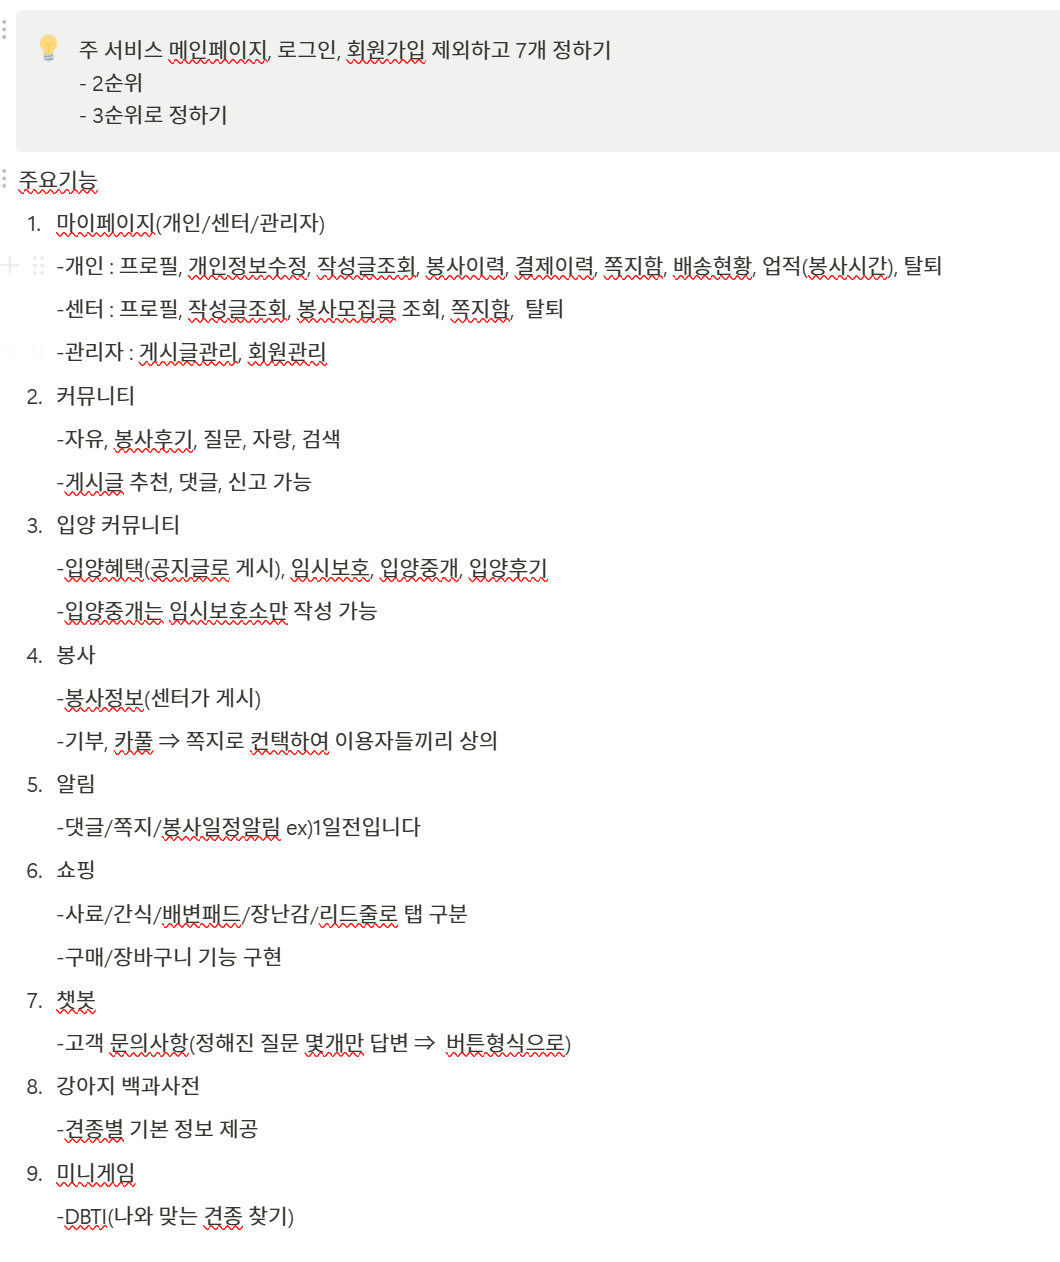 주 서비스 메인페이지, 로그인, 회원가입 제외하고 7개 정하기
- 2순위
- 3순위로 정하기
주요기능
1. 마이페이지(개인/센터/관리자)
-개인 : 프로필, 개인정보수정, 작성글조회, 봉사이력, 결제이력, 쪽지함, 배송현황, 업적(봉사시간), 탈퇴
-센터 : 프로필, 작성글조회, 봉사모집글 조회, 쪽지함, 탈퇴
-관리자 : 게시글관리, 회원관리
2. 커뮤니티
-자유, 봉사후기, 질문, 자랑, 검색
-게시글 추천, 댓글, 신고 가능
3. 입양 커뮤니티
-입양혜택(공지글로 게시), 임시보호, 입양중개, 입양후기
-입양중개는 임시보호소만 작성 가능
4. 봉사
-봉사정보(센터가 게시)
-기부, 카풀 ⇒ 쪽지로 컨택하여 이용자들끼리 상의
5. 알림
-댓글/쪽지/봉사일정알림 ex)1일전입니다
6. 쇼핑
-사료/간식/배변패드/장난감/리드줄로 탭 구분
-구매/장바구니 기능 구현
7. 챗봇
-고객 문의사항(정해진 질문 몇개만 답변 ⇒ 버튼형식으로)
8. 강아지 백과사전
-견종별 기본 정보 제공
9. 미니게임
-DBTI(나와 맞는 견종 찾기)